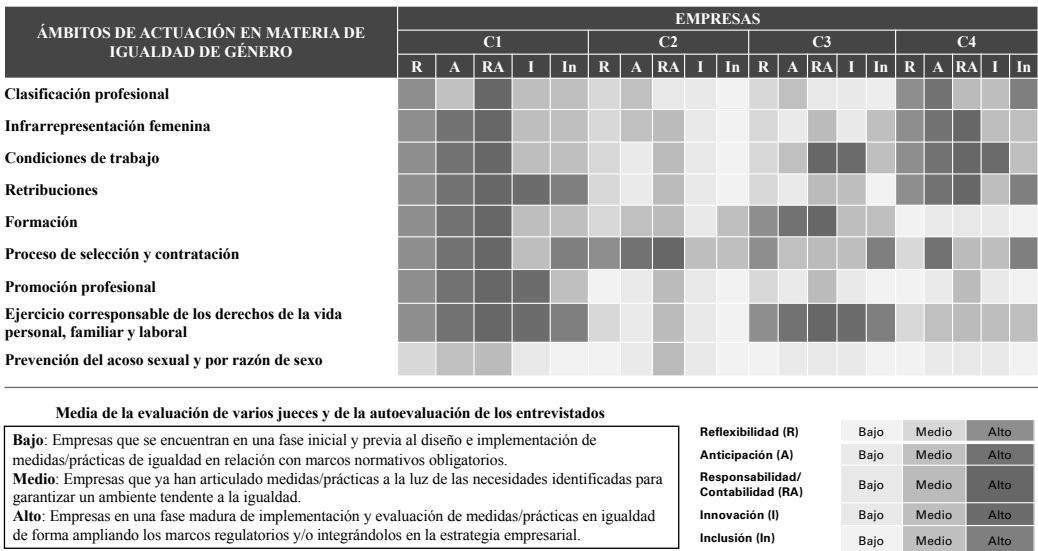 ÁMBITOS DE ACTUACIÓN EN MATERIA DE
IGUALDAD DE GÉNERO
EMPRESAS
C1 C2 C3 C4
R A RA I In R A RA I In R A RA I In R A RA I In
Clasificación profesional
Infrarrepresentación femenina
Condiciones de trabajo
Retribuciones
Formación
Proceso de selección y contratación
Promoción profesional
Ejercicio corresponsable de los derechos de la vida
personal, familiar y laboral
Prevención del acoso sexual y por razón de sexo
Media de la evaluación de varios jueces y de la autoevaluación de los entrevistados
Bajo: Empresas que se encuentran en una fase inicial y previa al diseño e implementación de
medidas/prácticas de igualdad en relación con marcos normativos obligatorios.
Medio: Empresas que ya han articulado medidas/prácticas a la luz de las necesidades identificadas para
garantizar un ambiente tendente a la igualdad.
Alto: Empresas en una fase madura de implementación y evaluación de medidas/prácticas en igualdad
de forma ampliando los marcos regulatorios y/o integrándolos en la estrategia empresarial.
Reflexibilidad (R) Bajo Medio Alto
Anticipación (A) Bajo Medio Alto
Responsabilidad/
Contabilidad (RA) Bajo Medio Alto
Innovación (I) Bajo Medio Alto
Inclusión (In) Bajo Medio Alto